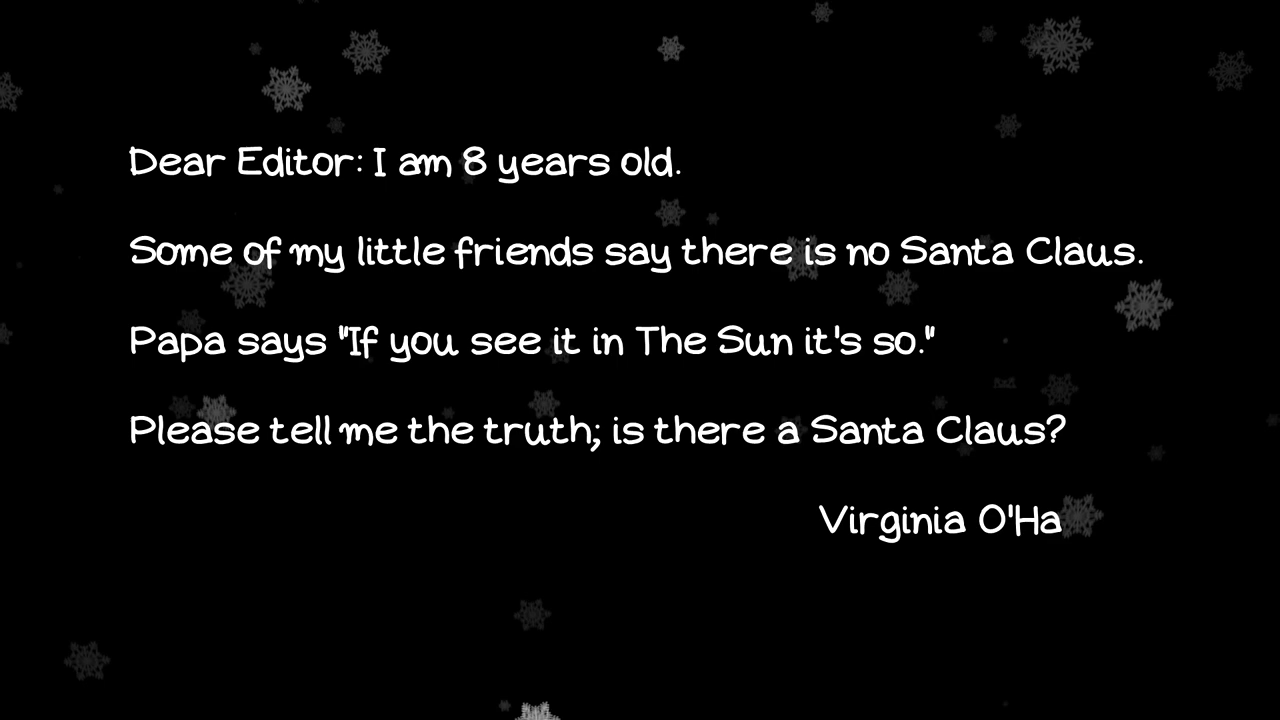 Dear Editor: I am 8 years old.
Some of my little friends say there is no Santa Claus.
Papa says "If you see it in The Sun it's so."
Please tell me the truth; is there a Santa Claus?
Virginia O'Ha